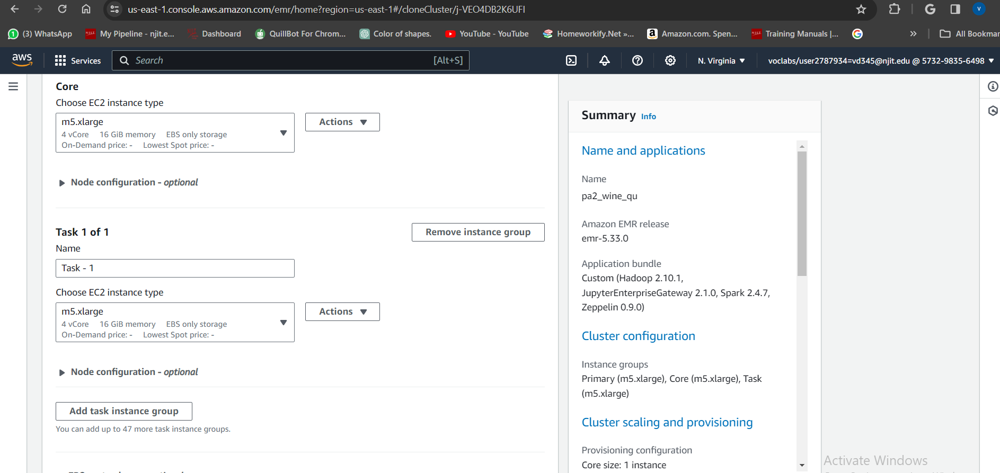 us-east-1.console.aws.amazon.com/emr/home?region=us-east-1#/cloneCluster/j-VEO4DB2K6UFI
V
1 (3) WhatsApp
My Pipeline - njit.e...
Dashboard
QuillBot For Chrom...
Color of shapes.
YouTube - YouTube
Homeworkify.Net »...
Amazon.com. Spen...
Training Manuals |...
»
All Bookmar
aws
Services
Search
[Alt+S]
N. Virginia
voclabs/user2787934=vd345@njit.edu @ 5732-9835-6498
Core
Choose EC2 instance type
m5.xlarge
4 vCore 16 GiB memory EBS only storage
On-Demand price: - Lowest Spot price: -
Actions
Node configuration - optional
Task 1 of 1
Remove instance group
Name
Task - 1
Choose EC2 instance type
m5.xlarge
4 vCore 16 GiB memory EBS only storage
On-Demand price: - Lowest Spot price: -
Actions
Node configuration - optional
Add task instance group
You can add up to 47 more task instance groups.
Summary Info
Name and applications
Name
pa2_wine_qu
Amazon EMR release
emr-5.33.0
Application bundle
Custom (Hadoop 2.10.1,
JupyterEnterpriseGateway 2.1.0, Spark 2.4.7,
Zeppelin 0.9.0)
Cluster configuration
Instance groups
Primary (m5.xlarge), Core (m5.xlarge), Task
(m5.xlarge)
Cluster scaling and provisioning
Provisioning configuration
Core size: 1 instance
Activate Windows